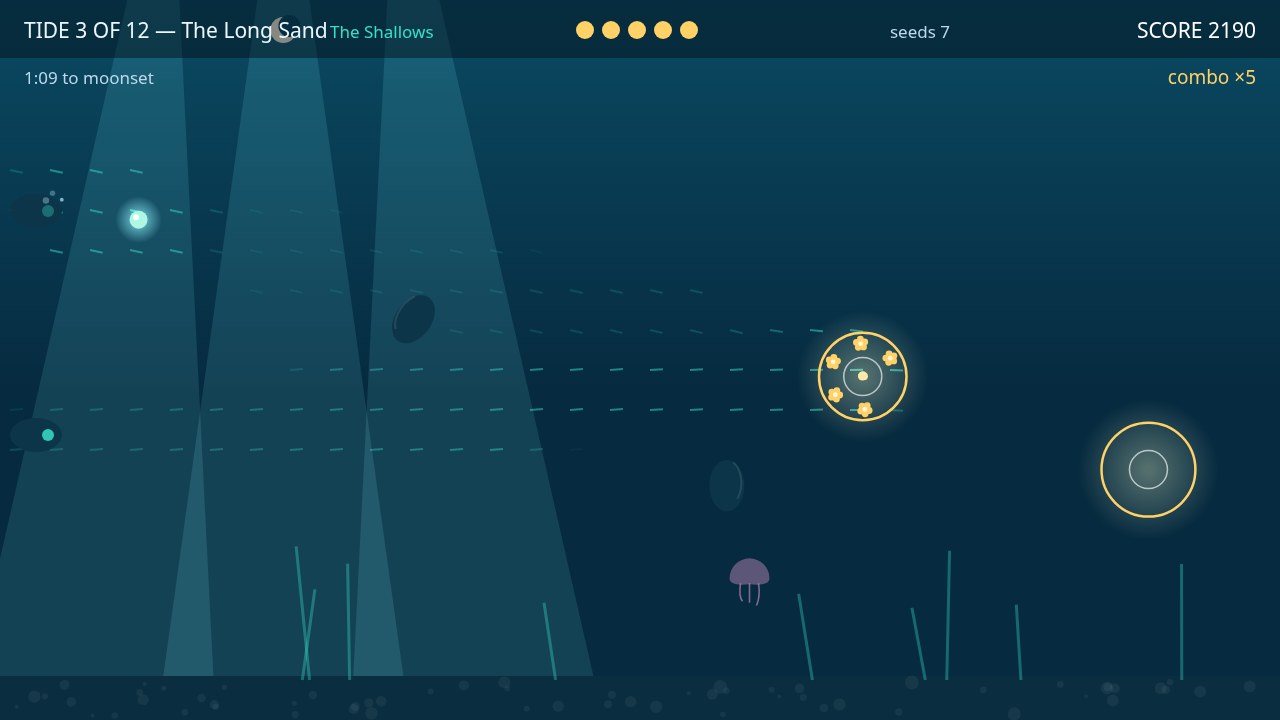 TIDE 3 OF 12 — The Long Sand The Shallows seeds 7 SCORE 2190
1:09 to moonset combo ×5